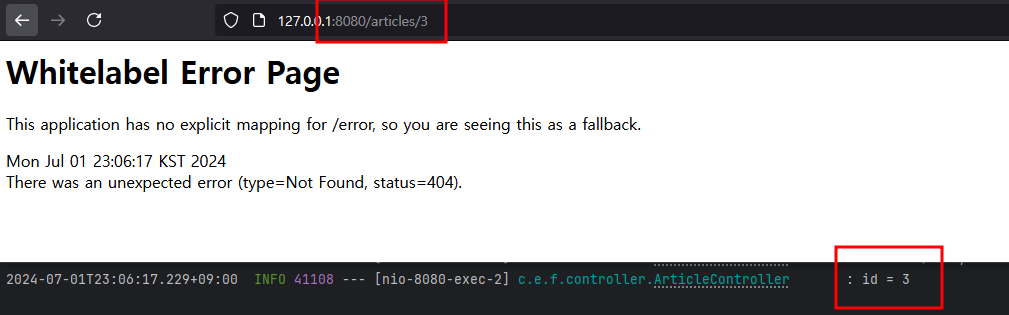 127.0.0.1:8080/articles/3
Whitelabel Error Page
This application has no explicit mapping for /error, so you are seeing this as a fallback.
Mon Jul 01 23:06:17 KST 2024
There was an unexpected error (type=Not Found, status=404).
2024-07-01T23:06:17.229+09:00 INFO 41108 --- [nio-8080-exec-2] c.e.f.controller.ArticleController : id = 3